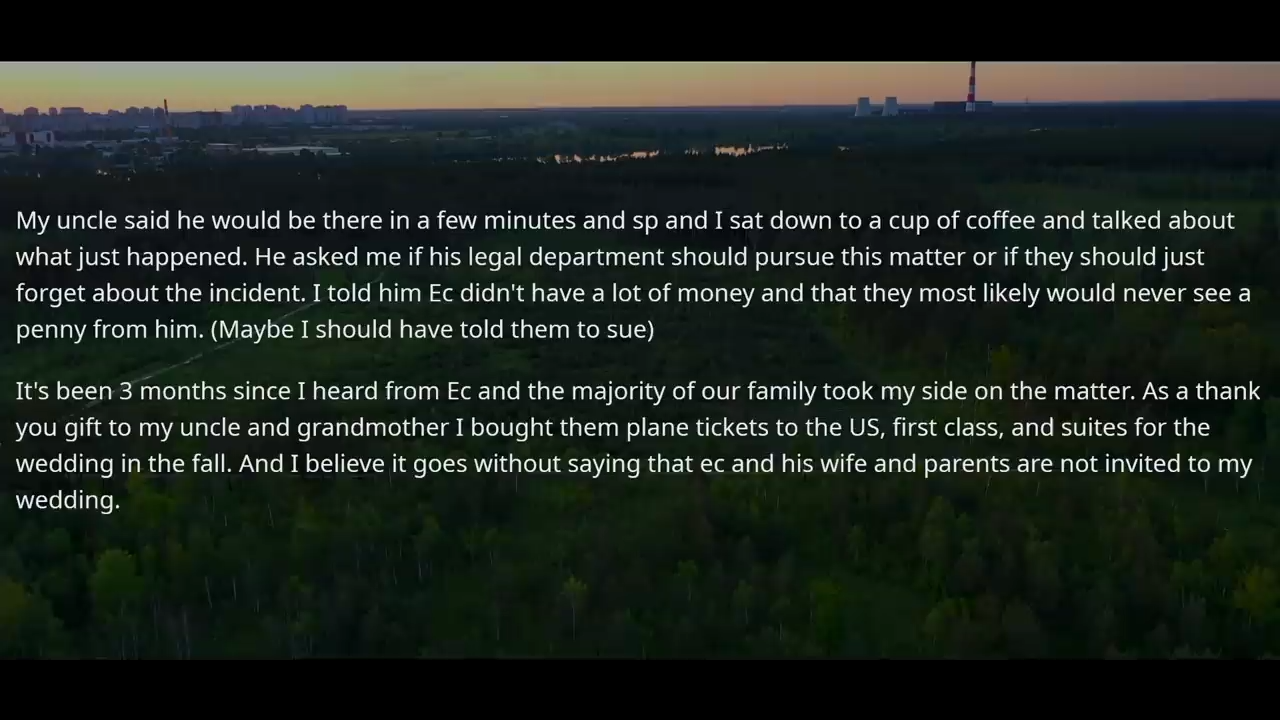 My uncle said he would be there in a few minutes and sp and I sat down to a cup of coffee and talked about
what just happened. He asked me if his legal department should pursue this matter or if they should just
forget about the incident. I told him Ec didn't have a lot of money and that they most likely would never see a
penny from him. (Maybe I should have told them to sue)
It's been 3 months since I heard from Ec and the majority of our family took my side on the matter. As a thank
you gift to my uncle and grandmother I bought them plane tickets to the US, first class, and suites for the
wedding in the fall. And I believe it goes without saying that ec and his wife and parents are not invited to my
wedding.